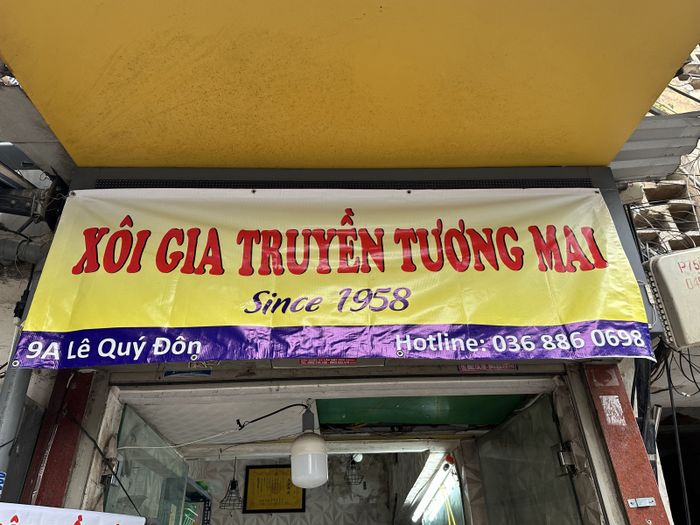 XÔI GIA TRUYỀN TƯƠNG MAI
Since 1958
9A Lê Quý Đôn
Hotline: 036 886 0698